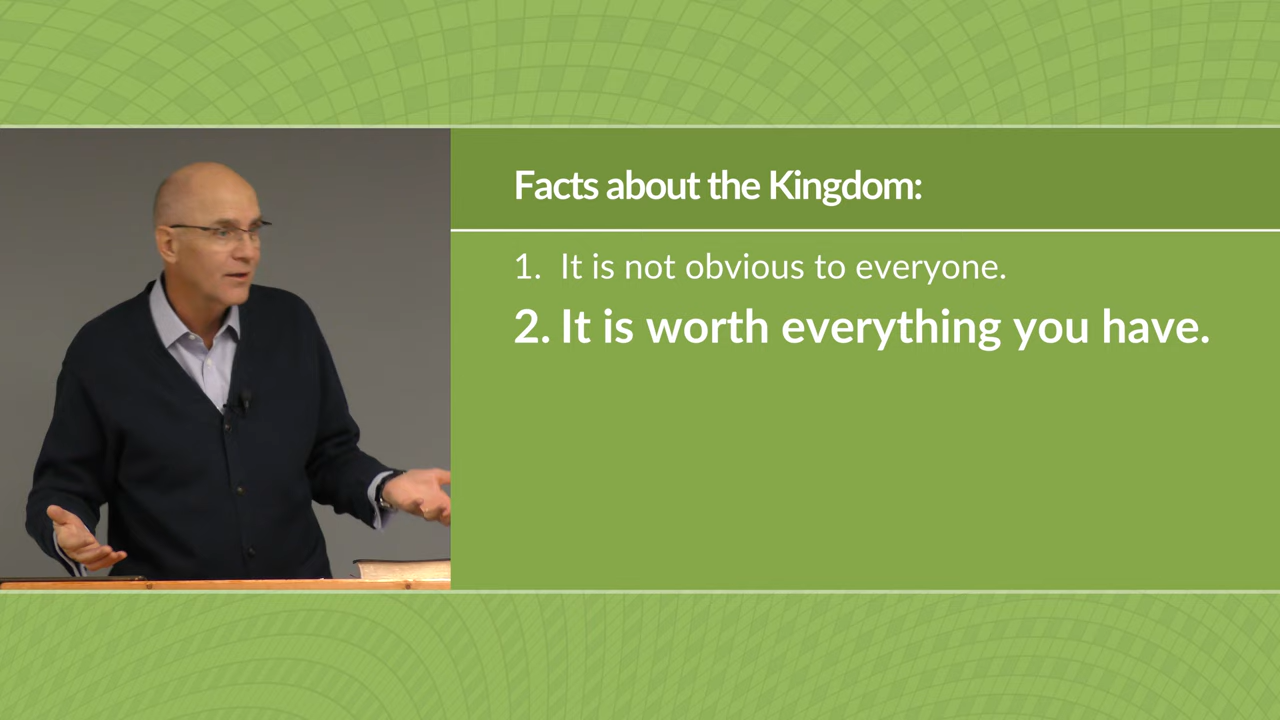 Facts about the Kingdom:
1. It is not obvious to everyone.
2. It is worth everything you have.